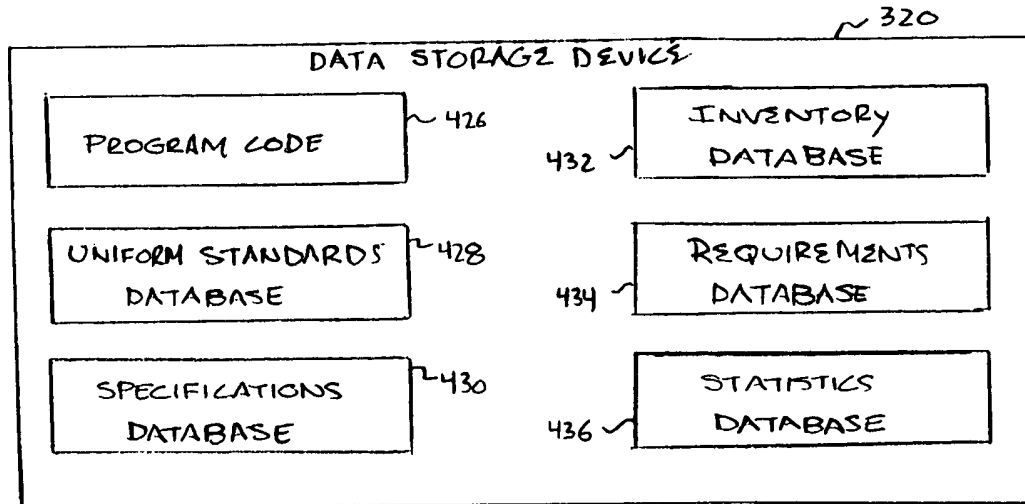 320
DATA STORAGE DEVICE
PROGRAM CODE
426
UNIFORM STANDARDS
DATABASE
428
SPECIFICATIONS
DATABASE
430
INVENTORY
DATABASE
432
REQUIREMENTS
DATABASE
434
STATISTICS
DATABASE
436